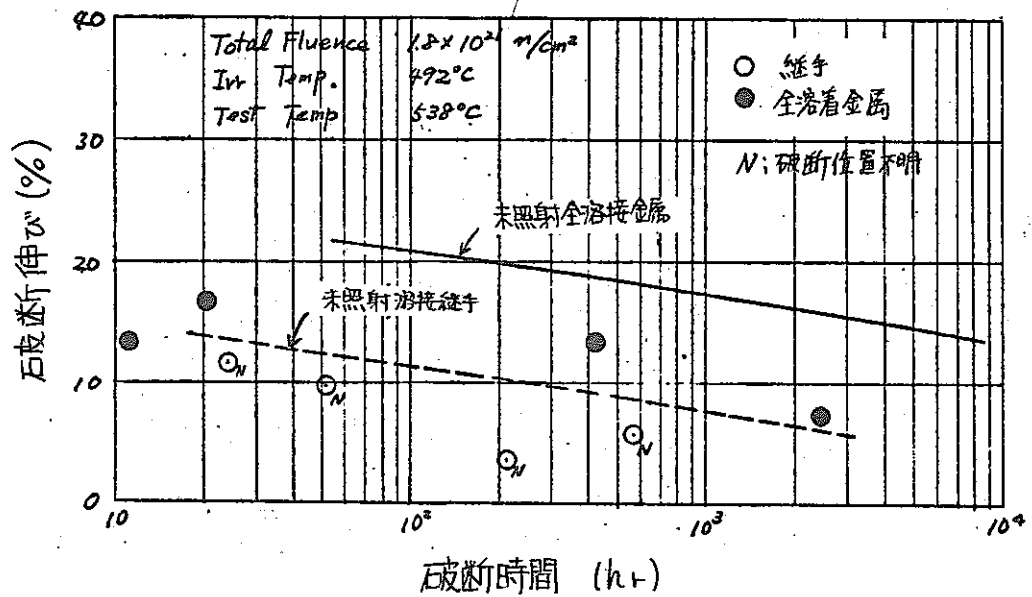 40
30
20
10
0
破断伸び (%)
Total Fluence 1.8×10²¹ n/cm²
Irr Temp. 492°C
Test Temp 538°C
継手
全溶着金属
N; 破断位置不明
未照射全溶接金属
未照射溶接継手
N
N
N
N
10
10²
10³
10⁴
破断時間 (hr)